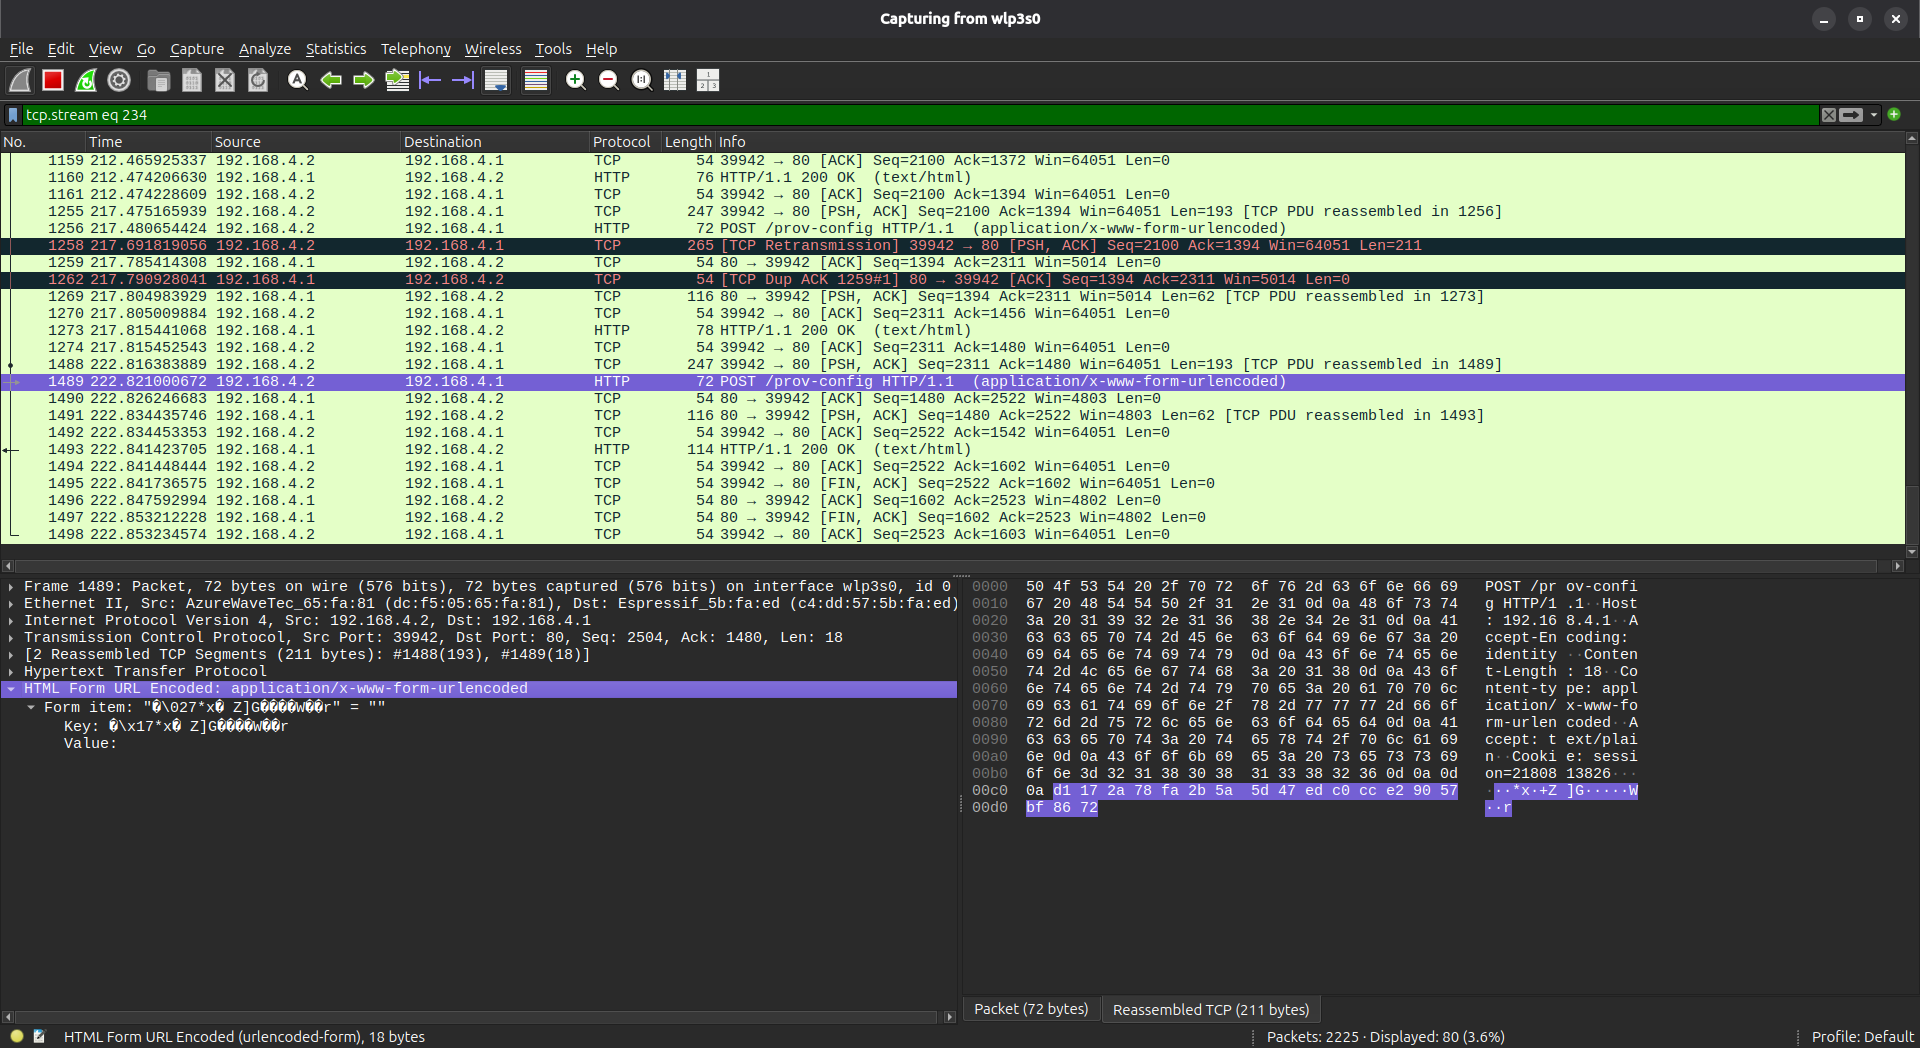 Capturing from wlp3s0
File Edit View Go Capture Analyze Statistics Telephony Wireless Tools Help
tcp.stream eq 234
No. Time Source Destination Protocol Length Info
1159 212.465925337 192.168.4.2 192.168.4.1 TCP 54 39942 → 80 [ACK] Seq=2100 Ack=1372 Win=64051 Len=0
1160 212.474206630 192.168.4.1 192.168.4.2 HTTP 76 HTTP/1.1 200 OK (text/html)
1161 212.474228609 192.168.4.2 192.168.4.1 TCP 54 39942 → 80 [ACK] Seq=2100 Ack=1394 Win=64051 Len=0
1255 217.475165939 192.168.4.2 192.168.4.1 TCP 247 39942 → 80 [PSH, ACK] Seq=2100 Ack=1394 Win=64051 Len=193 [TCP PDU reassembled in 1256]
1256 217.480654424 192.168.4.2 192.168.4.1 HTTP 72 POST /prov-config HTTP/1.1 (application/x-www-form-urlencoded)
1258 217.691819056 192.168.4.2 192.168.4.1 TCP 265 [TCP Retransmission] 39942 → 80 [PSH, ACK] Seq=2100 Ack=1394 Win=64051 Len=211
1259 217.785414308 192.168.4.1 192.168.4.2 TCP 54 80 → 39942 [ACK] Seq=1394 Ack=2311 Win=5014 Len=0
1262 217.790928041 192.168.4.1 192.168.4.2 TCP 54 [TCP Dup ACK 1259#1] 80 → 39942 [ACK] Seq=1394 Ack=2311 Win=5014 Len=0
1269 217.804983929 192.168.4.1 192.168.4.2 TCP 116 80 → 39942 [PSH, ACK] Seq=1394 Ack=2311 Win=5014 Len=62 [TCP PDU reassembled in 1273]
1270 217.805009884 192.168.4.2 192.168.4.1 TCP 54 39942 → 80 [ACK] Seq=2311 Ack=1456 Win=64051 Len=0
1273 217.815441068 192.168.4.1 192.168.4.2 HTTP 78 HTTP/1.1 200 OK (text/html)
1274 217.815452543 192.168.4.2 192.168.4.1 TCP 54 39942 → 80 [ACK] Seq=2311 Ack=1480 Win=64051 Len=0
1488 222.816383889 192.168.4.2 192.168.4.1 TCP 247 39942 → 80 [PSH, ACK] Seq=2311 Ack=1480 Win=64051 Len=193 [TCP PDU reassembled in 1489]
1489 222.821000672 192.168.4.2 192.168.4.1 HTTP 72 POST /prov-config HTTP/1.1 (application/x-www-form-urlencoded)
1490 222.826246683 192.168.4.1 192.168.4.2 TCP 54 80 → 39942 [ACK] Seq=1480 Ack=2522 Win=4803 Len=0
1491 222.834435746 192.168.4.1 192.168.4.2 TCP 116 80 → 39942 [PSH, ACK] Seq=1480 Ack=2522 Win=4803 Len=62 [TCP PDU reassembled in 1493]
1492 222.834453353 192.168.4.2 192.168.4.1 TCP 54 39942 → 80 [ACK] Seq=2522 Ack=1542 Win=64051 Len=0
1493 222.841423705 192.168.4.1 192.168.4.2 HTTP 114 HTTP/1.1 200 OK (text/html)
1494 222.841448444 192.168.4.2 192.168.4.1 TCP 54 39942 → 80 [ACK] Seq=2522 Ack=1602 Win=64051 Len=0
1495 222.841736575 192.168.4.2 192.168.4.1 TCP 54 39942 → 80 [FIN, ACK] Seq=2522 Ack=1602 Win=64051 Len=0
1496 222.847592994 192.168.4.1 192.168.4.2 TCP 54 80 → 39942 [ACK] Seq=1602 Ack=2523 Win=4802 Len=0
1497 222.853212228 192.168.4.1 192.168.4.2 TCP 54 80 → 39942 [FIN, ACK] Seq=1602 Ack=2523 Win=4802 Len=0
1498 222.853234574 192.168.4.2 192.168.4.1 TCP 54 39942 → 80 [ACK] Seq=2523 Ack=1603 Win=64051 Len=0
Frame 1489: Packet, 72 bytes on wire (576 bits), 72 bytes captured (576 bits) on interface wlp3s0, id 0
Ethernet II, Src: AzureWaveTec_65:fa:81 (dc:f5:05:65:fa:81), Dst: Espressif_5b:fa:ed (c4:dd:57:5b:fa:ed)
Internet Protocol Version 4, Src: 192.168.4.2, Dst: 192.168.4.1
Transmission Control Protocol, Src Port: 39942, Dst Port: 80, Seq: 2504, Ack: 1480, Len: 18
[2 Reassembled TCP Segments (211 bytes): #1488(193), #1489(18)]
Hypertext Transfer Protocol
HTML Form URL Encoded: application/x-www-form-urlencoded
Form item: "�\027*x� Z]G����W��r" = ""
Key: �\x17*x� Z]G����W��r
Value:
0000 50 4f 53 54 20 2f 70 72 6f 76 2d 63 6f 6e 66 69 POST /pr ov-confi
0010 67 20 48 54 54 50 2f 31 2e 31 0d 0a 48 6f 73 74 g HTTP/1 .1··Host
0020 3a 20 31 39 32 2e 31 36 38 2e 34 2e 31 0d 0a 41 : 192.16 8.4.1··A
0030 63 63 65 70 74 2d 45 6e 63 6f 64 69 6e 67 3a 20 ccept-En coding:
0040 69 64 65 6e 74 69 74 79 0d 0a 43 6f 6e 74 65 6e identity ··Conten
0050 74 2d 4c 65 6e 67 74 68 3a 20 31 38 0d 0a 43 6f t-Length : 18··Co
0060 6e 74 65 6e 74 2d 74 79 70 65 3a 20 61 70 70 6c ntent-ty pe: appl
0070 69 63 61 74 69 6f 6e 2f 78 2d 77 77 77 2d 66 6f ication/ x-www-fo
0080 72 6d 2d 75 72 6c 65 6e 63 6f 64 65 64 0d 0a 41 rm-urlen coded··A
0090 63 63 65 70 74 3a 20 74 65 78 74 2f 70 6c 61 69 ccept: t ext/plai
00a0 6e 0d 0a 43 6f 6f 6b 69 65 3a 20 73 65 73 73 69 n··Cooki e: sessi
00b0 6f 6e 3d 32 31 38 30 38 31 33 38 32 36 0d 0a 0d on=21808 13826···
00c0 0a d1 17 2a 78 fa 2b 5a 5d 47 ed c0 cc e2 90 57 ···*x·+Z ]G·····W
00d0 bf 86 72 ··r
Packet (72 bytes) Reassembled TCP (211 bytes)
HTML Form URL Encoded (urlencoded-form), 18 bytes Packets: 2225 · Displayed: 80 (3.6%) Profile: Default